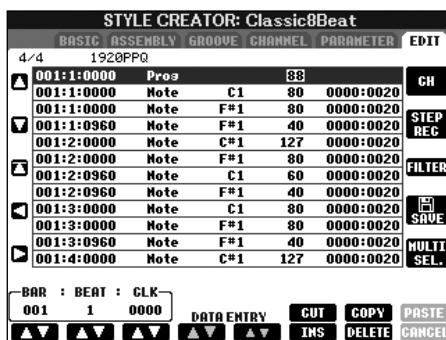 STYLE CREATOR: Classic8Beat
BASIC ASSEMBLY GROOVE CHANNEL PARAMETER EDIT
4/4 1920PPQ
001:1:0000 Prog 88
001:1:0000 Note C1 80 0000:0020
001:1:0000 Note F#1 80 0000:0020
001:1:0960 Note F#1 40 0000:0020
001:2:0000 Note C#1 127 0000:0020
001:2:0000 Note F#1 80 0000:0020
001:2:0960 Note C1 60 0000:0020
001:2:0960 Note F#1 40 0000:0020
001:3:0000 Note C1 80 0000:0020
001:3:0000 Note F#1 80 0000:0020
001:3:0960 Note F#1 40 0000:0020
001:4:0000 Note C#1 127 0000:0020
CH
STEP
REC
FILTER
SAVE
MULTI
SEL.
BAR : BEAT : CLK
001 1 0000
DATA ENTRY
CUT COPY PASTE
INS DELETE CANCEL